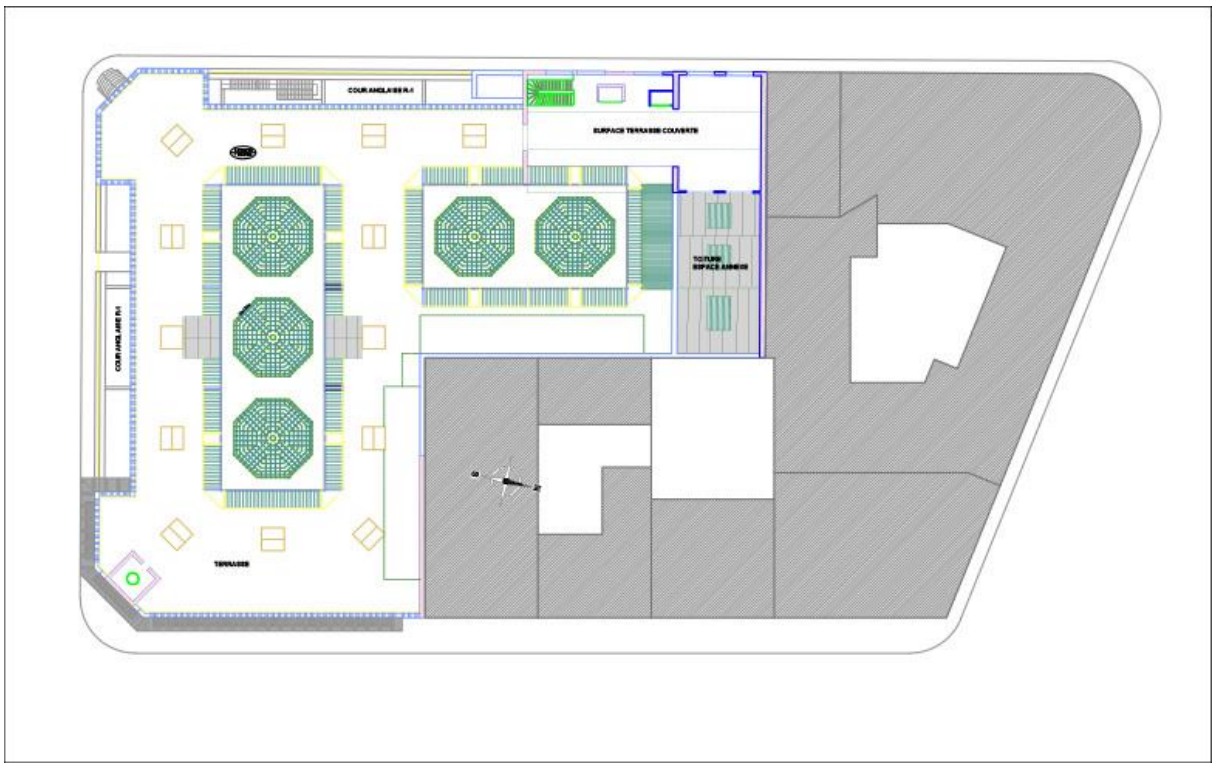 COUR ANGLAISE R-1
SURFACE TERRASSE COUVERTE
TOITURE
ESPACE ANNEXE
COUR ANGLAISE R-1
TERRASSE